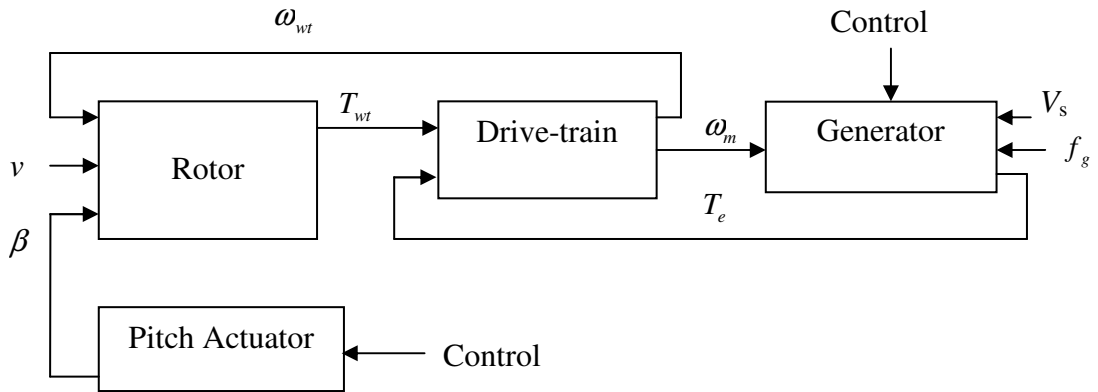 ω_wt
Control
T_wt
Drive-train
ω_m
Generator
V_s
f_g
v
Rotor
T_e
β
Pitch Actuator
Control